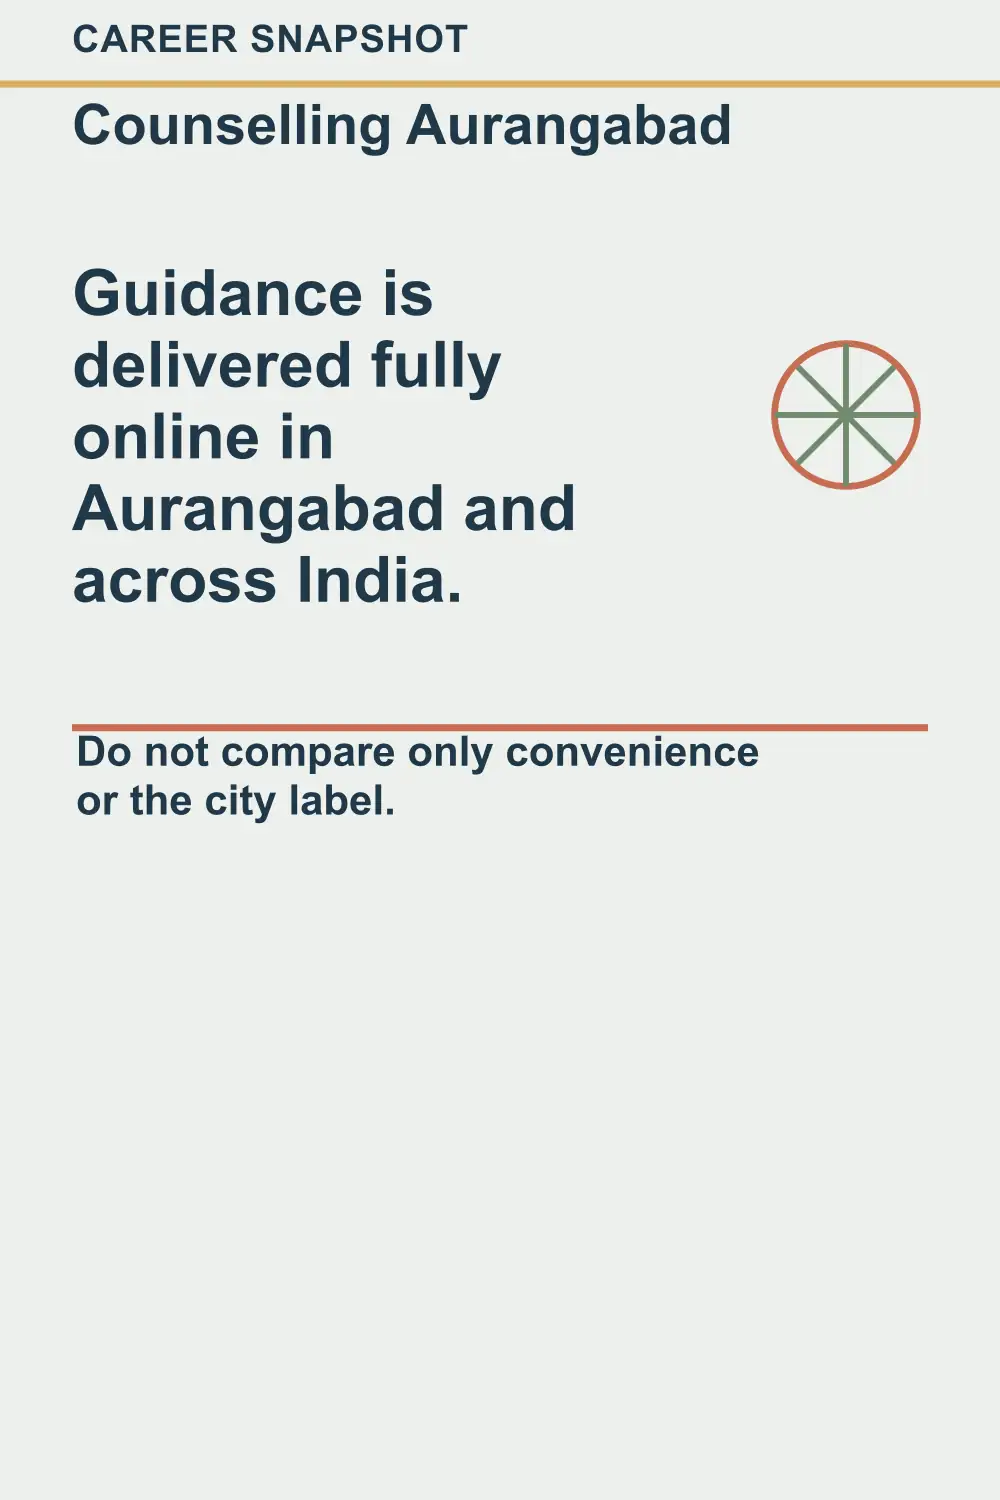 CAREER SNAPSHOT
Counselling Aurangabad
Guidance is
delivered fully
online in
Aurangabad and
across India.
Do not compare only convenience
or the city label.